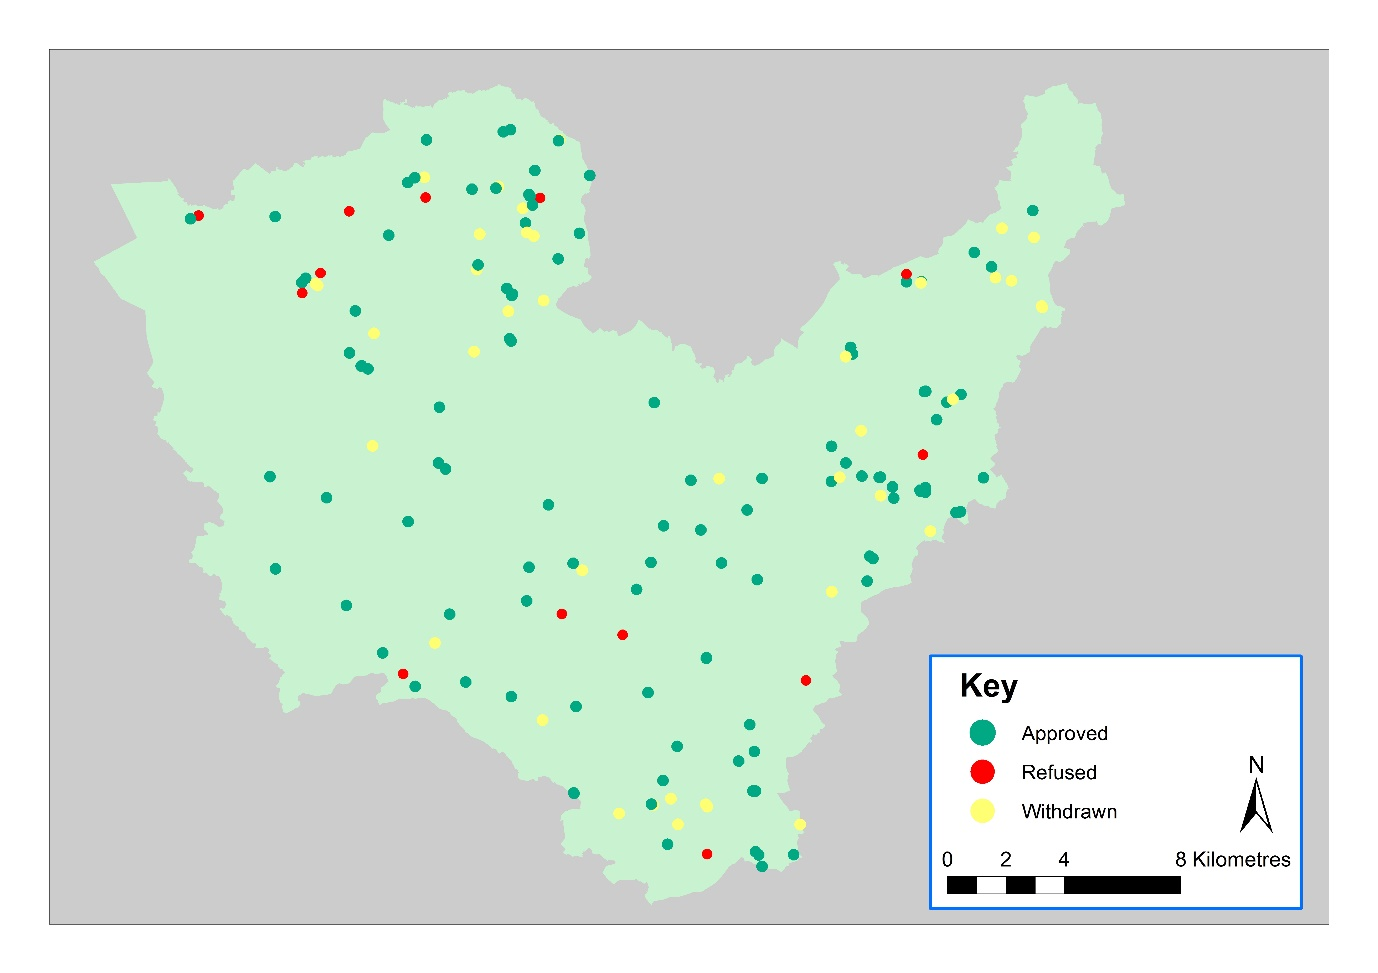 Key
Approved
Refused
Withdrawn
N
0 2 4 8 Kilometres